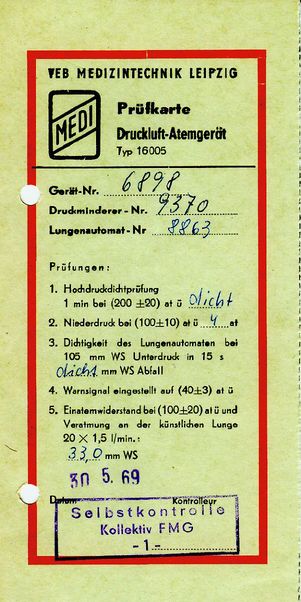 VEB MEDIZINTECHNIK LEIPZIG
MEDI
Prüfkarte
Druckluft-Atemgerät
Typ 16005
Gerät-Nr. 6898
Druckminderer-Nr. 9370
Lungenautomat-Nr 8863
Prüfungen:
1. Hochdruckdichtprüfung
1 min bei (200 ±20) at ü dicht
2. Niederdruck bei (100±10) at ü 4 at
3. Dichtigkeit des Lungenautomaten bei
105 mm WS Unterdruck in 15 s
dicht mm WS Abfall
4. Warnsignal eingestellt auf (40±3) at ü
5. Einatemwiderstand bei (100±20) at ü und
Veratmung an der künstlichen Lunge
20 × 1,5 l/min.:
33,0 mm WS
30 5. 69
Datum Kontrolleur
Selbstkontrolle
Kollektiv FMG
-1-